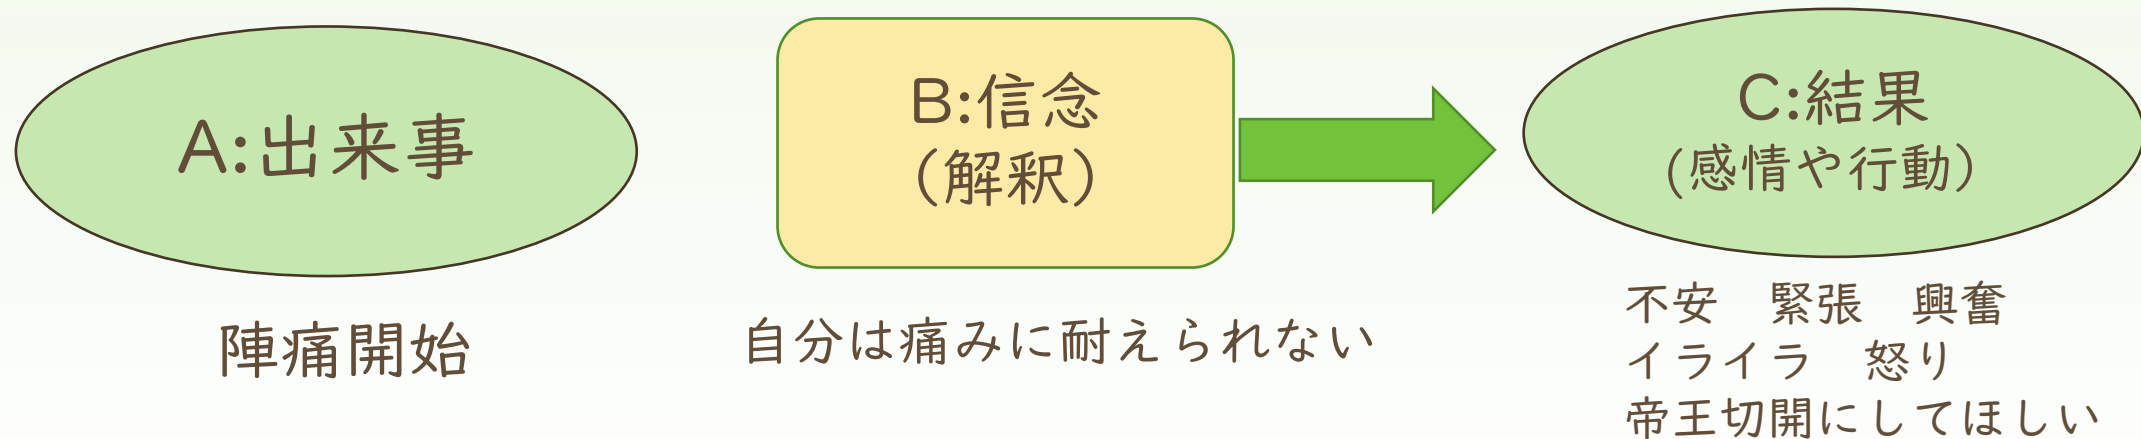 A:出来事
陣痛開始
B:信念
(解釈)
自分は痛みに耐えられない
C:結果
(感情や行動)
不安　緊張　興奮
イライラ　怒り
帝王切開にしてほしい